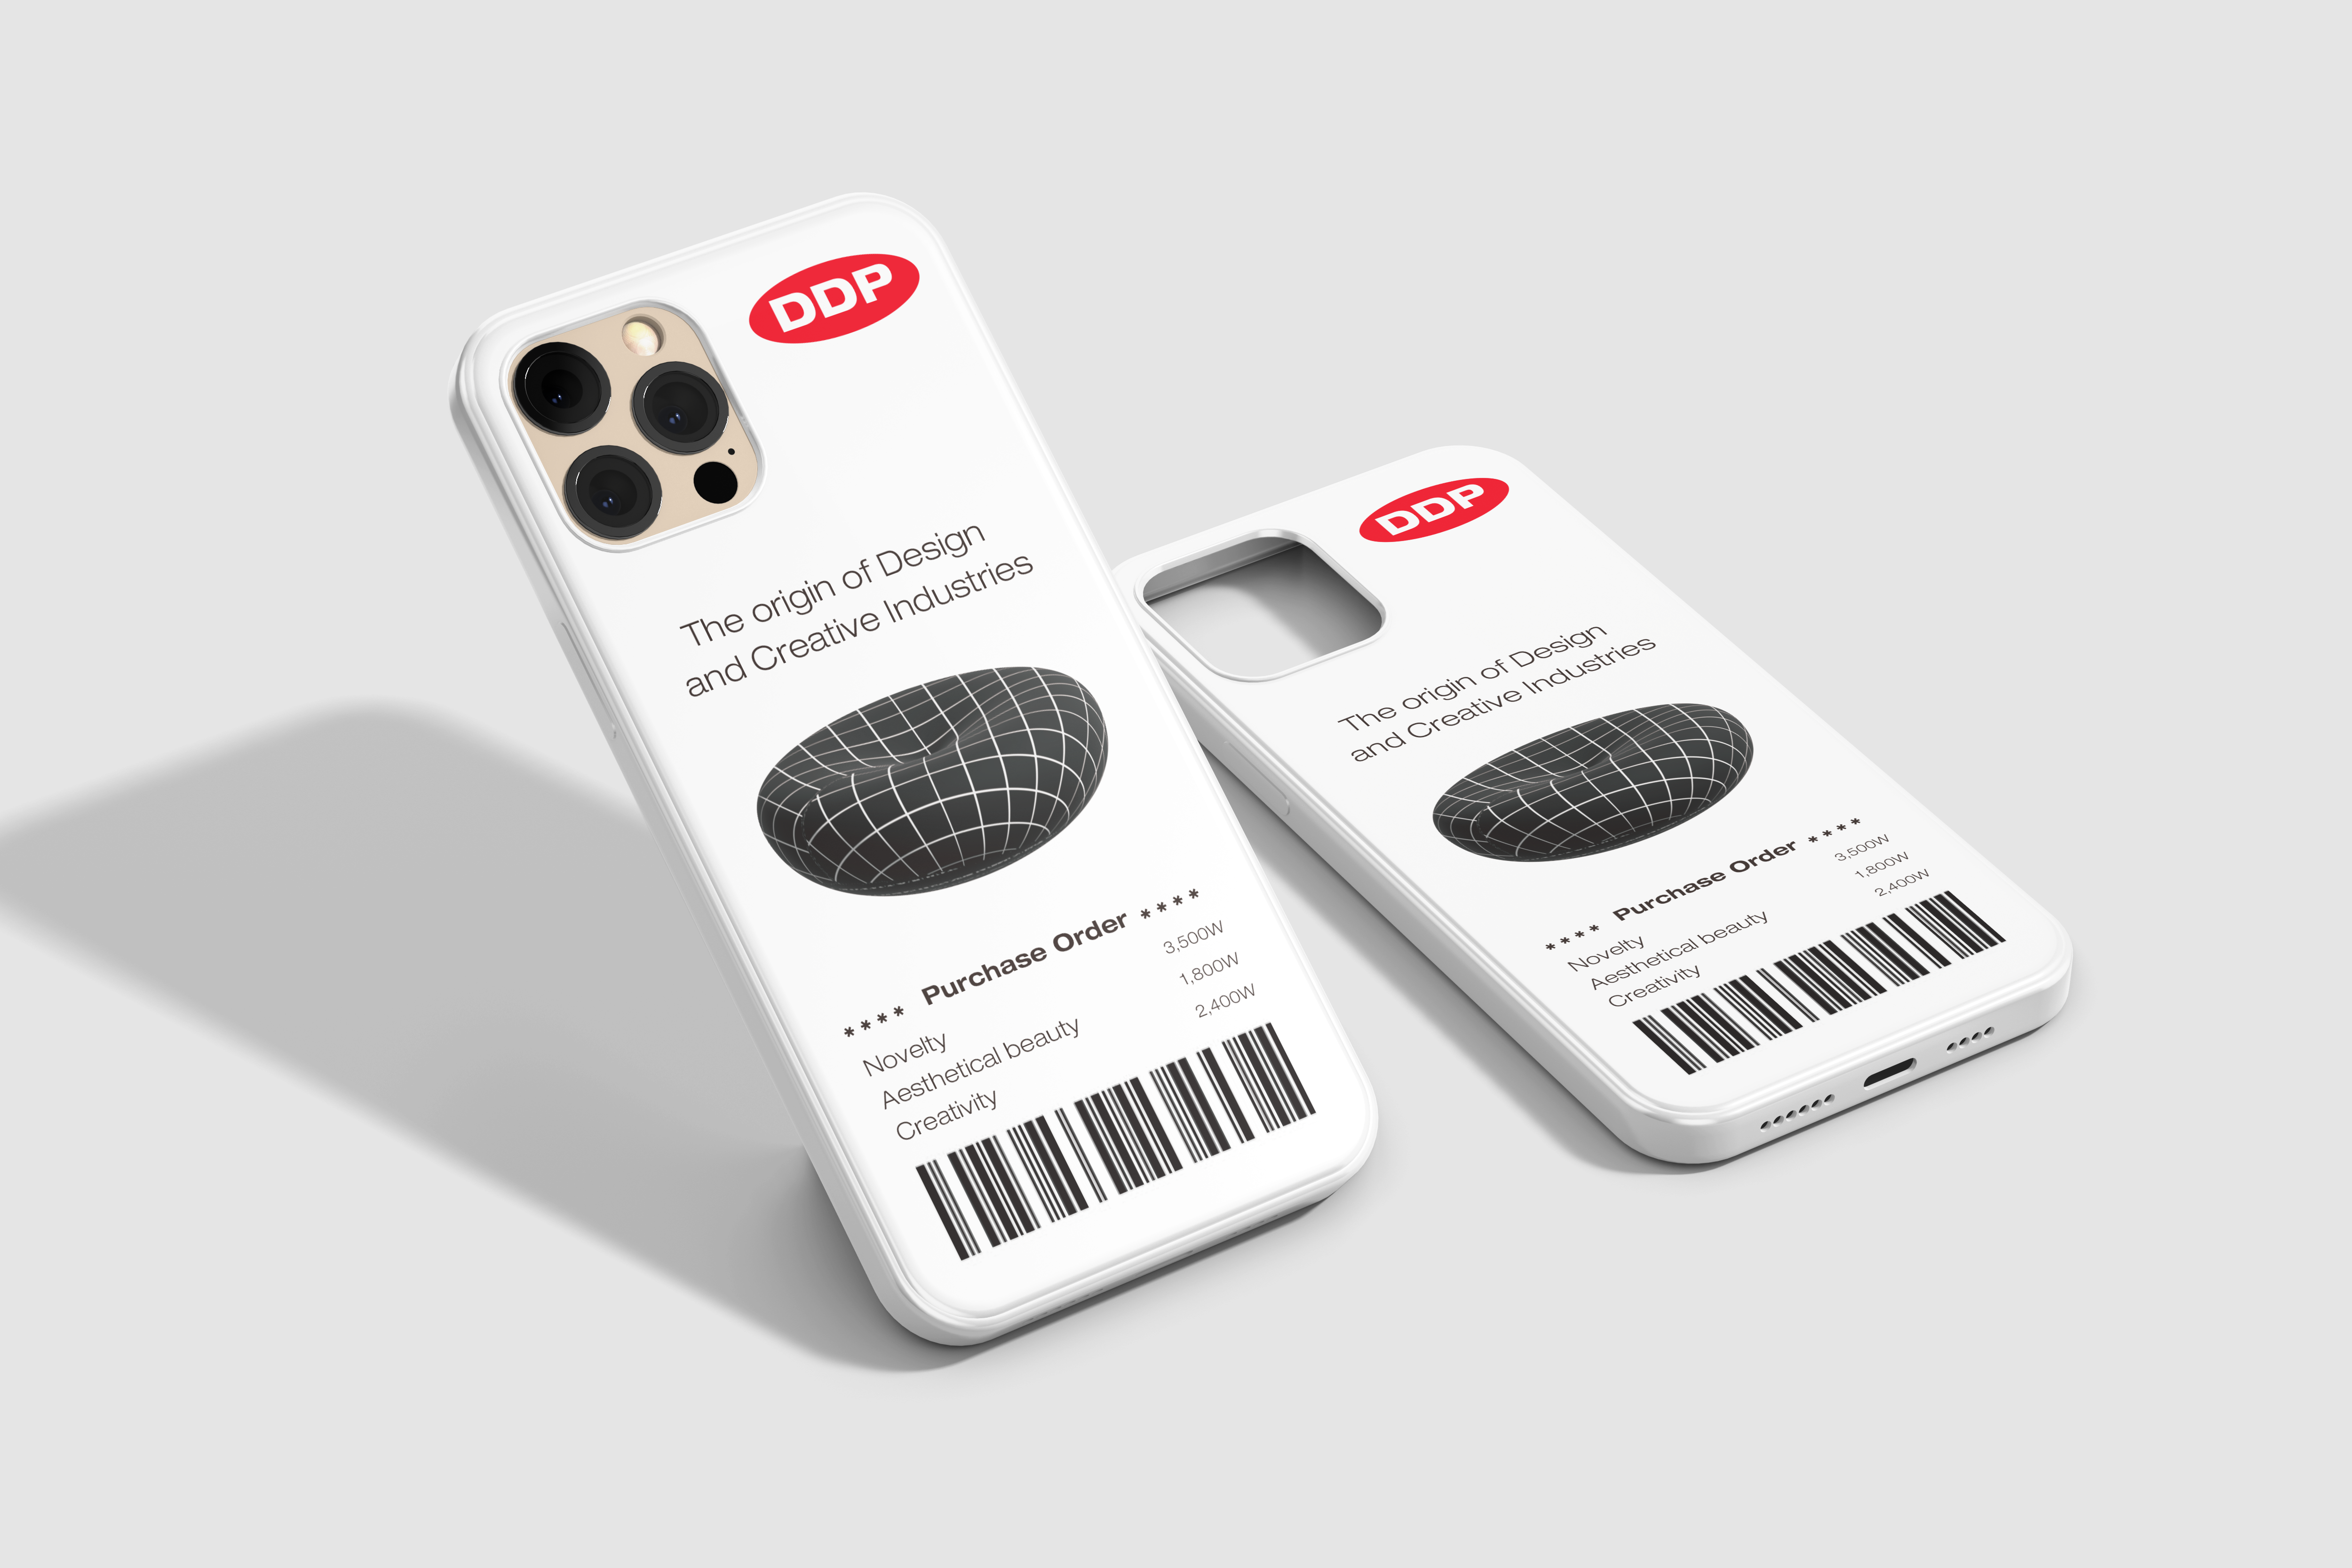 DDP
The origin of Design
and Creative Industries
**** Purchase Order ****
Novelty 3,500W
Aesthetical beauty 1,800W
Creativity 2,400W
DDP
The origin of Design
and Creative Industries
**** Purchase Order ****
Novelty 3,500W
Aesthetical beauty 1,800W
Creativity 2,400W